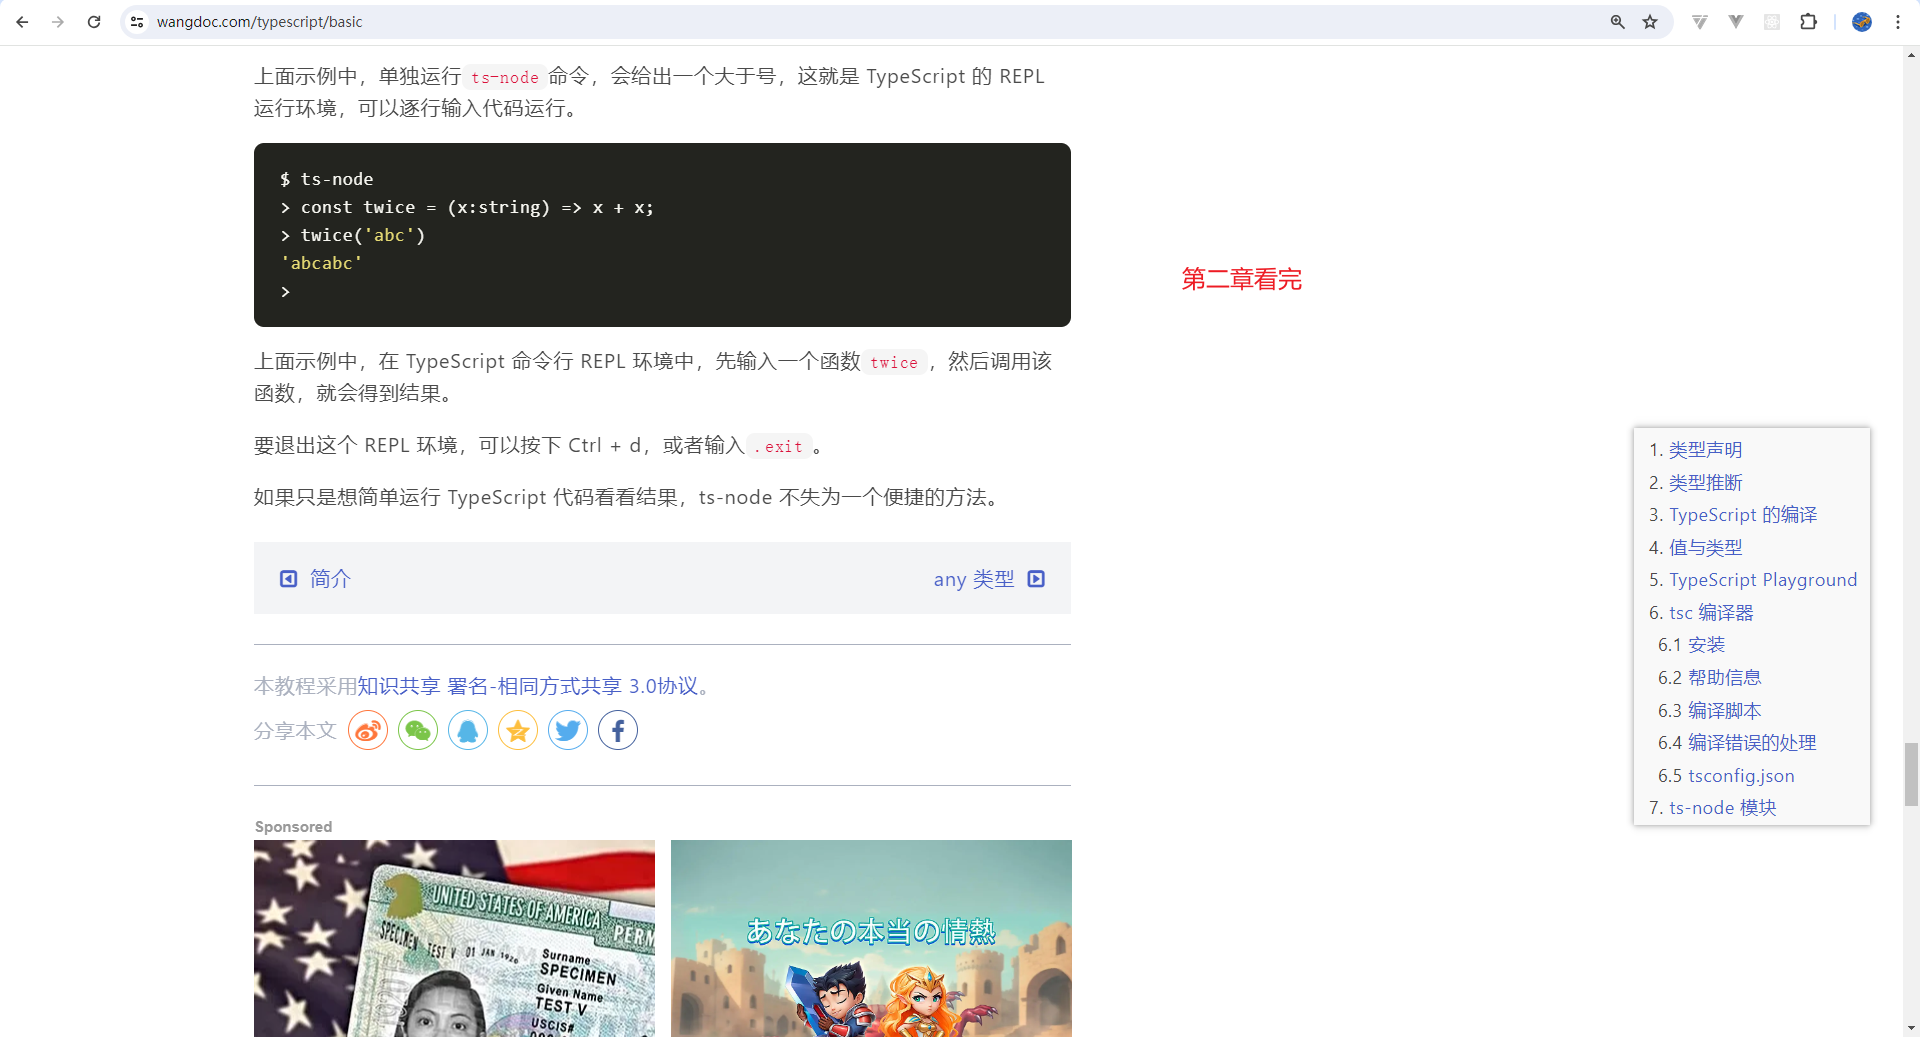 wangdoc.com/typescript/basic
上面示例中，单独运行ts-node命令，会给出一个大于号，这就是 TypeScript 的 REPL
运行环境，可以逐行输入代码运行。
$ ts-node
> const twice = (x:string) => x + x;
> twice('abc')
'abcabc'
>
第二章看完
上面示例中，在 TypeScript 命令行 REPL 环境中，先输入一个函数twice，然后调用该
函数，就会得到结果。
要退出这个 REPL 环境，可以按下 Ctrl + d，或者输入.exit。
如果只是想简单运行 TypeScript 代码看看结果，ts-node 不失为一个便捷的方法。
简介
any 类型
本教程采用知识共享 署名-相同方式共享 3.0协议。
分享本文
1. 类型声明
2. 类型推断
3. TypeScript 的编译
4. 值与类型
5. TypeScript Playground
6. tsc 编译器
6.1 安装
6.2 帮助信息
6.3 编译脚本
6.4 编译错误的处理
6.5 tsconfig.json
7. ts-node 模块
Sponsored
UNITED STATES OF AMERICA
PERM
SPECIMEN TEST V 01 JAN 1920
Surname
SPECIMEN
Given Name
TEST V
USCIS#
あなたの本当の情熱